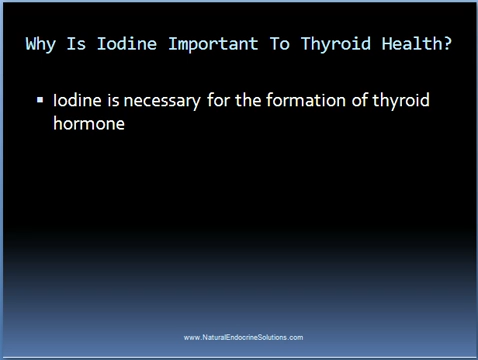 Why Is Iodine Important To Thyroid Health?
▪ Iodine is necessary for the formation of thyroid
hormone
www.NaturalEndocrineSolutions.com